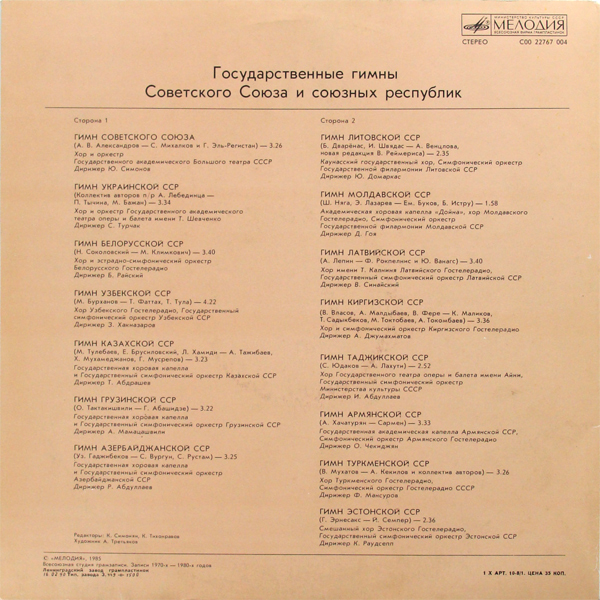 МИНИСТЕРСТВО КУЛЬТУРЫ СССР
МЕЛОДИЯ
ВСЕСОЮЗНАЯ ФИРМА ГРАМПЛАСТИНОК
СТЕРЕО С00 22767 004
Государственные гимны
Советского Союза и союзных республик
Сторона 1
ГИМН СОВЕТСКОГО СОЮЗА
(А. В. Александров — С. Михалков и Г. Эль-Регистан) — 3.26
Хор и оркестр
Государственного академического Большого театра СССР
Дирижер Ю. Симонов
ГИМН УКРАИНСКОЙ ССР
(Коллектив авторов п/р А. Лебединца —
П. Тычина, М. Бажан) — 3.34
Хор и оркестр Государственного академического
театра оперы и балета имени Т. Шевченко
Дирижер С. Турчак
ГИМН БЕЛОРУССКОЙ ССР
(Н. Соколовский — М. Климкович) — 3.40
Хор и эстрадно-симфонический оркестр
Белорусского Гостелерадио
Дирижер Б. Райский
ГИМН УЗБЕКСКОЙ ССР
(М. Бурханов — Т. Фаттах, Т. Тула) — 4.22
Хор Узбекского Гостелерадио, Государственный
симфонический оркестр Узбекской ССР
Дирижер З. Хакназаров
ГИМН КАЗАХСКОЙ ССР
(М. Тулебаев, Е. Брусиловский, Л. Хамиди — А. Тажибаев,
Х. Мухамеджанов, Г. Мусрепов) — 3.23
Государственная хоровая капелла
и Государственный симфонический оркестр Казахской ССР
Дирижер Т. Абдрашев
ГИМН ГРУЗИНСКОЙ ССР
(О. Тактакишвили — Г. Абашидзе) — 3.22
Государственная хоровая капелла
и Государственный симфонический оркестр Грузинской ССР
Дирижер А. Мамацашвили
ГИМН АЗЕРБАЙДЖАНСКОЙ ССР
(Уз. Гаджибеков — С. Вургун, С. Рустам) — 3.25
Государственная хоровая капелла
и Государственный симфонический оркестр
Азербайджанской ССР
Дирижер Р. Абдуллаев
Редакторы: К. Симонян, К. Тихонравов
Художник А. Третьяков
Сторона 2
ГИМН ЛИТОВСКОЙ ССР
(Б. Дварёнас, И. Швядас — А. Венцлова,
новая редакция В. Реймериса) — 2.35
Каунасский государственный хор, Симфонический оркестр
Государственной филармонии Литовской ССР
Дирижер Ю. Домаркас
ГИМН МОЛДАВСКОЙ ССР
(Ш. Няга, Э. Лазарев — Ем. Буков, Б. Истру) — 1.58
Академическая хоровая капелла «Дойна», хор Молдавского
Гостелерадио, Симфонический оркестр
Государственной филармонии Молдавской ССР
Дирижер Д. Гоя
ГИМН ЛАТВИЙСКОЙ ССР
(А. Лепин — Ф. Рокпелнис и Ю. Ванагс) — 3.40
Хор имени Т. Калниня Латвийского Гостелерадио,
Государственный симфонический оркестр Латвийской ССР
Дирижер В. Синайский
ГИМН КИРГИЗСКОЙ ССР
(В. Власов, А. Малдыбаев, В. Фере — К. Маликов,
Т. Садыкбеков, М. Токтобаев, А. Токомбаев) — 3.36
Хор и симфонический оркестр Киргизского Гостелерадио
Дирижер А. Джумахматов
ГИМН ТАДЖИКСКОЙ ССР
(С. Юдаков — А. Лахути) — 2.52
Хор Государственного театра оперы и балета имени Айни,
Государственный симфонический оркестр
Министерства культуры СССР
Дирижер И. Абдуллаев
ГИМН АРМЯНСКОЙ ССР
(А. Хачатурян — Сармен) — 3.33
Государственная академическая капелла Армянской ССР,
Симфонический оркестр Армянского Гостелерадио
Дирижер О. Чекиджян
ГИМН ТУРКМЕНСКОЙ ССР
(В. Мухатов — А. Кекилов и коллектив авторов) — 3.26
Хор Туркменского Гостелерадио,
Государственный симфонический оркестр СССР
Дирижер Ф. Мансуров
ГИМН ЭСТОНСКОЙ ССР
(Г. Эрнесакс — Й. Семпер) — 2.36
Смешанный хор Эстонского Гостелерадио,
Государственный симфонический оркестр Эстонской ССР
Дирижер К. Раудсепп
© «МЕЛОДИЯ», 1985
Всесоюзная студия грамзаписи. Записи 1970-х — 1980-х годов
Ленинградский завод грампластинок
Тип. завода
1 Х АРТ. 10-8/1. ЦЕНА 35 КОП.